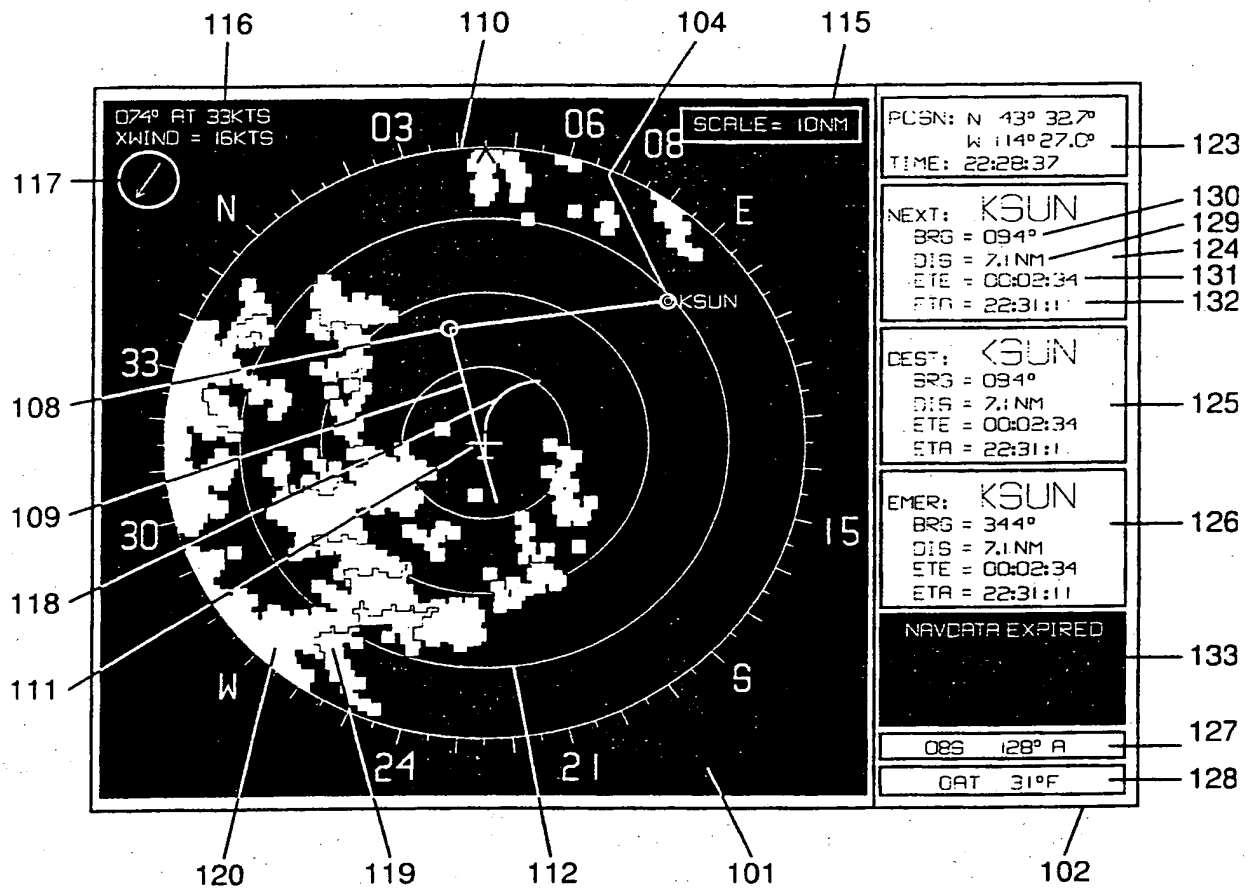 116
110
104
115
074° AT 33KTS
XWIND = 16KTS
03
06
08
SCALE = 10NM
POSN: N 43° 32.7°
W 114° 27.0°
TIME: 22:28:37
123
117
N
E
NEXT: KSUN
BRG = 094°
DIS = 7.1 NM
ETE = 00:02:34
ETA = 22:31:1
130
129
124
131
132
KSUN
33
DEST: KSUN
BRG = 094°
DIS = 7.1 NM
ETE = 00:02:34
ETA = 22:31:1
125
108
109
30
15
EMER: KSUN
BRG = 344°
DIS = 7.1 NM
ETE = 00:02:34
ETA = 22:31:11
126
118
111
W
S
NAVDATA EXPIRED
133
24
21
OBS 128° A
127
OAT 31°F
128
120
119
112
101
102